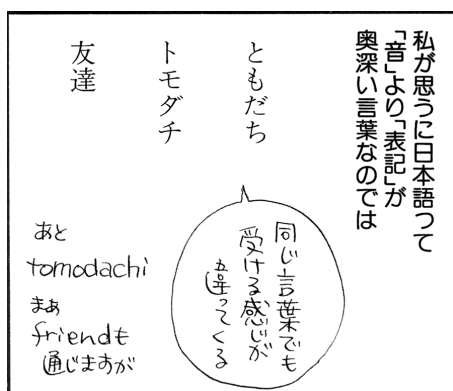 私が思うに日本語って
「音」より「表記」が
奥深い言葉なのでは
ともだち
トモダチ
友達
同じ言葉でも
受ける感じが
違ってくる
あと
tomodachi
まぁ
friendも
通じますが